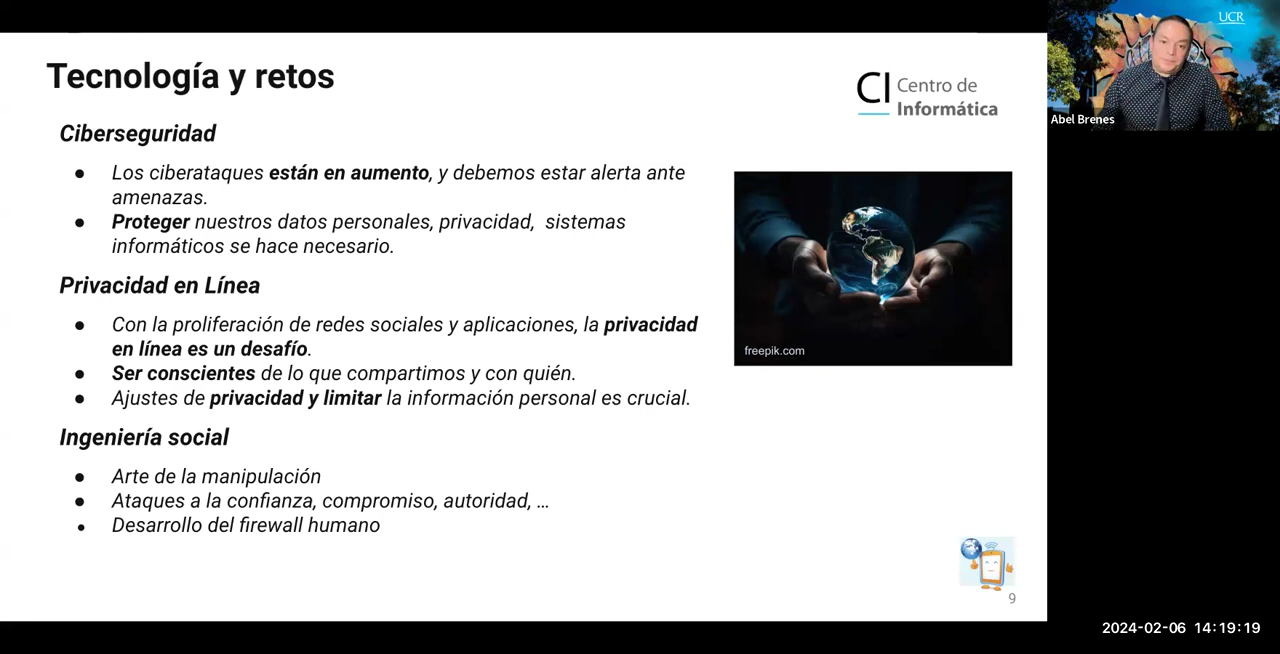 Tecnología y retos
CI Centro de
Informática
Ciberseguridad
● Los ciberataques están en aumento, y debemos estar alerta ante
amenazas.
● Proteger nuestros datos personales, privacidad, sistemas
informáticos se hace necesario.
Privacidad en Línea
● Con la proliferación de redes sociales y aplicaciones, la privacidad
en línea es un desafío.
● Ser conscientes de lo que compartimos y con quién.
● Ajustes de privacidad y limitar la información personal es crucial.
Ingeniería social
● Arte de la manipulación
● Ataques a la confianza, compromiso, autoridad, ...
● Desarrollo del firewall humano
freepik.com
9
UCR
Abel Brenes
2024-02-06 14:19:19